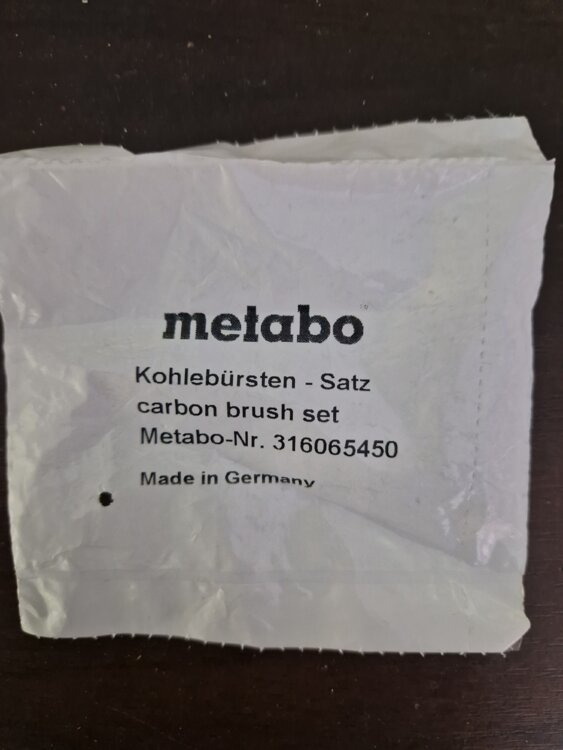 metabo
Kohlebürsten - Satz
carbon brush set
Metabo-Nr. 316065450
Made in Germany